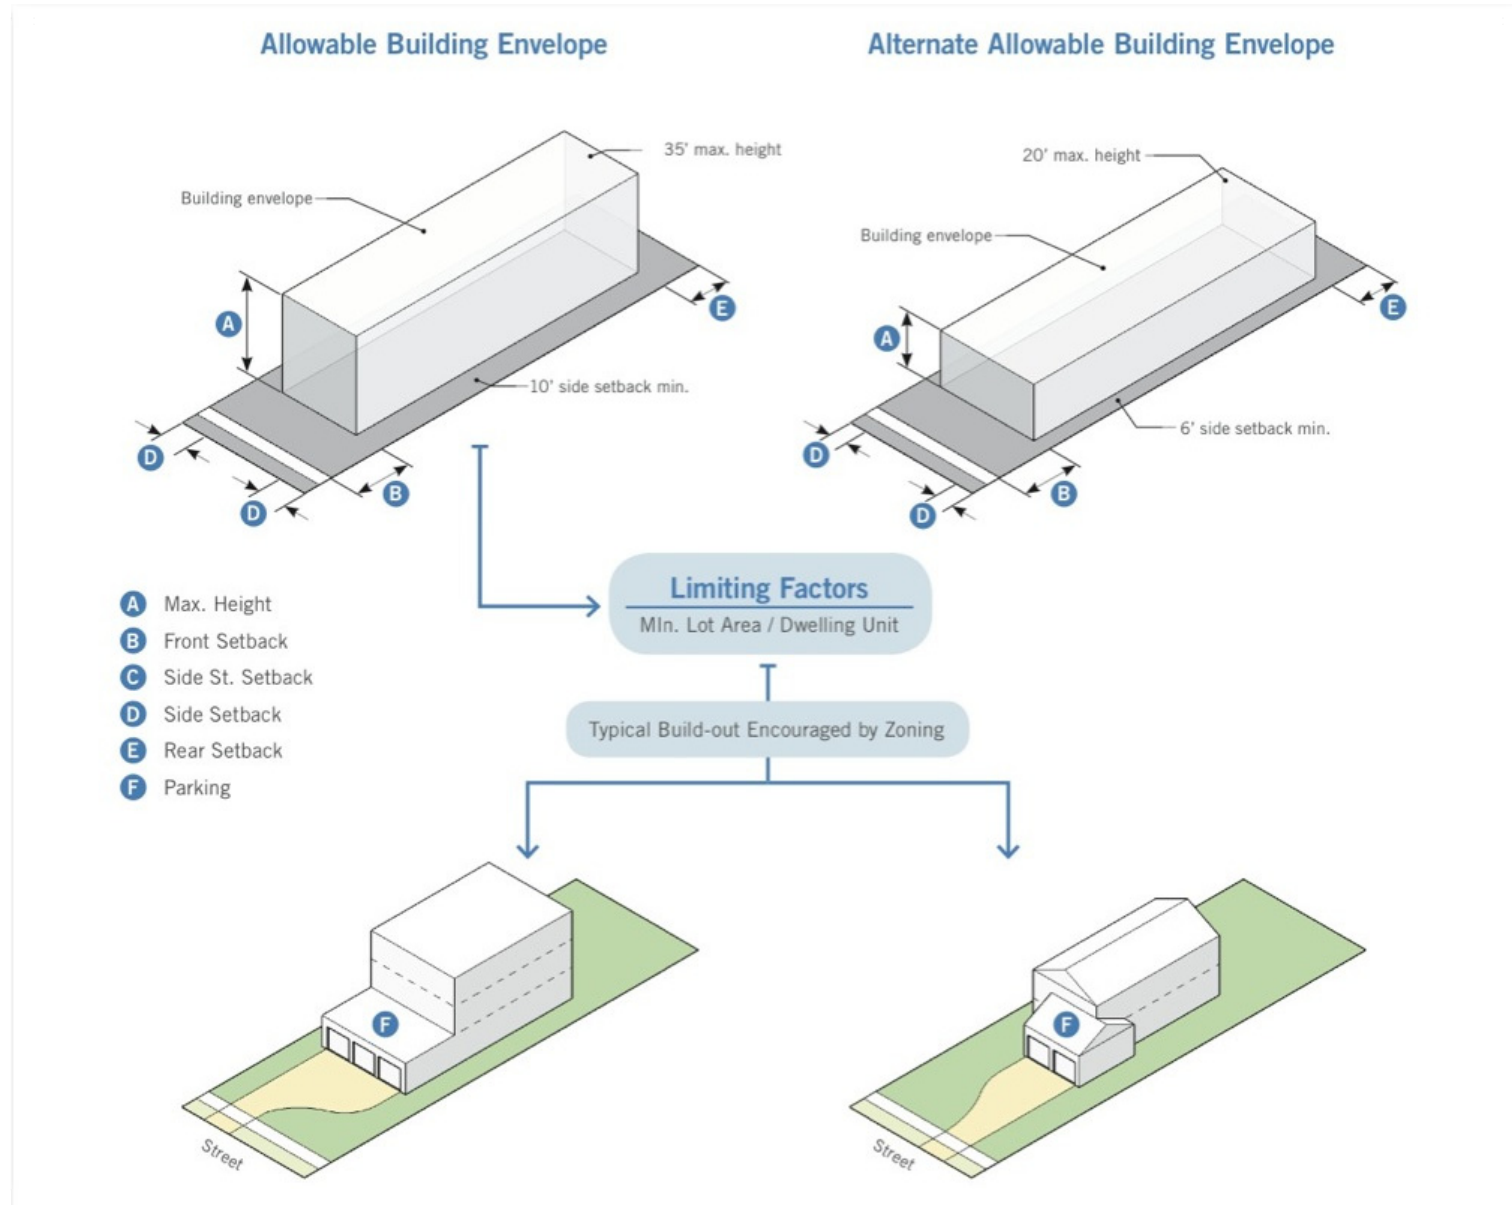 Allowable Building Envelope
Alternate Allowable Building Envelope
35' max. height
Building envelope
A
E
10' side setback min.
D
B
D
20' max. height
Building envelope
A
E
6' side setback min.
D
B
D
A Max. Height
B Front Setback
C Side St. Setback
D Side Setback
E Rear Setback
F Parking
Limiting Factors
MIn. Lot Area / Dwelling Unit
Typical Build-out Encouraged by Zoning
F
Street
F
Street